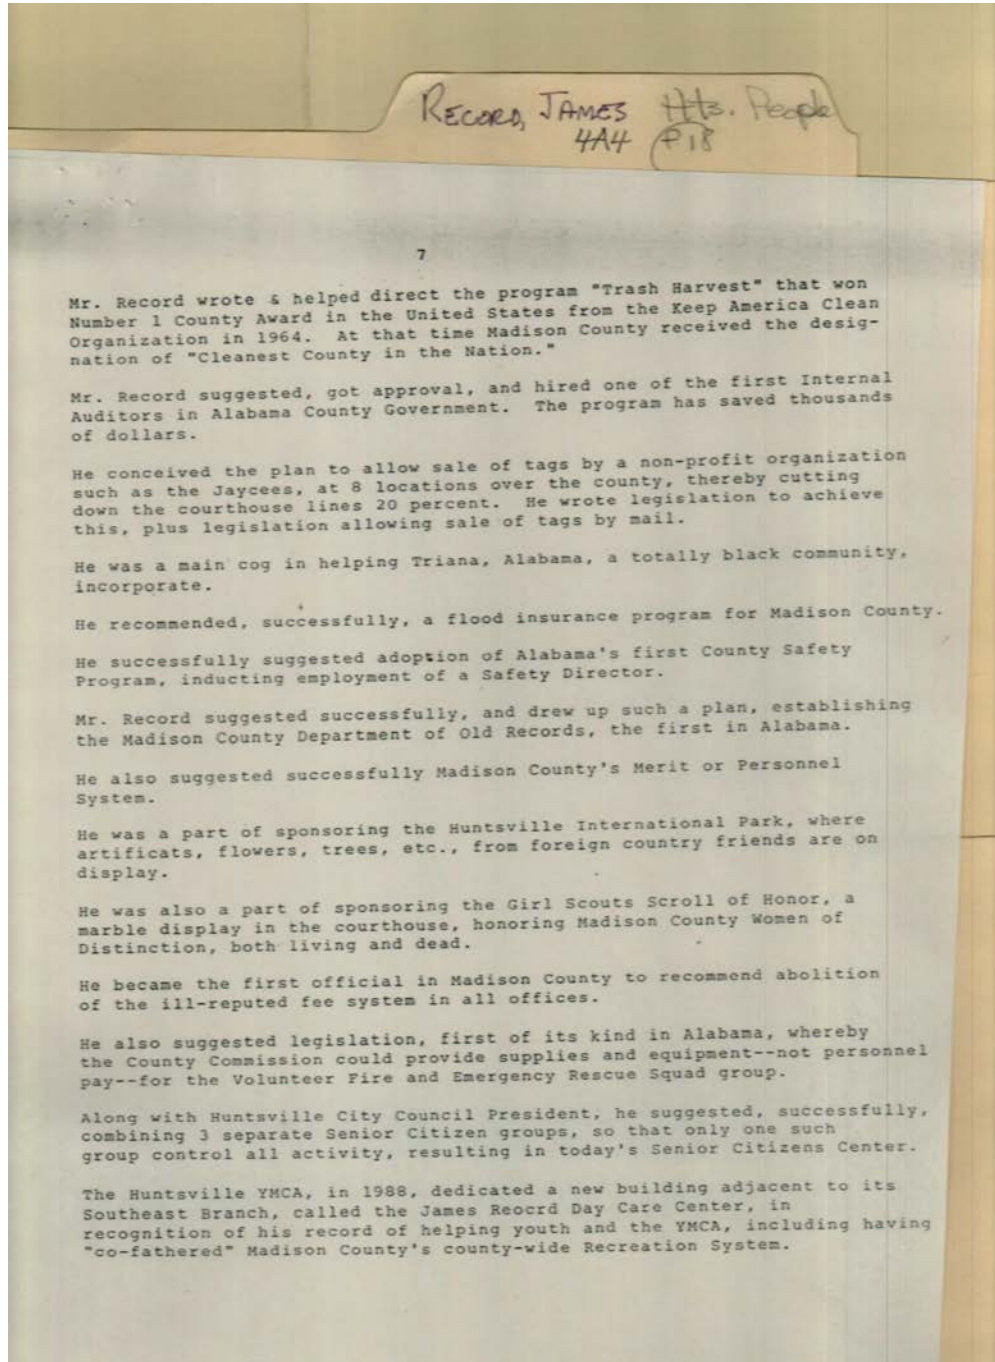 RECORD, JAMES Hts. People
4A4 P18
7
Mr. Record wrote & helped direct the program "Trash Harvest" that won
Number 1 County Award in the United States from the Keep America Clean
Organization in 1964. At that time Madison County received the desig-
nation of "Cleanest County in the Nation."
Mr. Record suggested, got approval, and hired one of the first Internal
Auditors in Alabama County Government. The program has saved thousands
of dollars.
He conceived the plan to allow sale of tags by a non-profit organization
such as the Jaycees, at 8 locations over the county, thereby cutting
down the courthouse lines 20 percent. He wrote legislation to achieve
this, plus legislation allowing sale of tags by mail.
He was a main cog in helping Triana, Alabama, a totally black community,
incorporate.
He recommended, successfully, a flood insurance program for Madison County.
He successfully suggested adoption of Alabama's first County Safety
Program, inducting employment of a Safety Director.
Mr. Record suggested successfully, and drew up such a plan, establishing
the Madison County Department of Old Records, the first in Alabama.
He also suggested successfully Madison County's Merit or Personnel
System.
He was a part of sponsoring the Huntsville International Park, where
artificats, flowers, trees, etc., from foreign country friends are on
display.
He was also a part of sponsoring the Girl Scouts Scroll of Honor, a
marble display in the courthouse, honoring Madison County Women of
Distinction, both living and dead.
He became the first official in Madison County to recommend abolition
of the ill-reputed fee system in all offices.
He also suggested legislation, first of its kind in Alabama, whereby
the County Commission could provide supplies and equipment--not personnel
pay--for the Volunteer Fire and Emergency Rescue Squad group.
Along with Huntsville City Council President, he suggested, successfully,
combining 3 separate Senior Citizen groups, so that only one such
group control all activity, resulting in today's Senior Citizens Center.
The Huntsville YMCA, in 1988, dedicated a new building adjacent to its
Southeast Branch, called the James Reocrd Day Care Center, in
recognition of his record of helping youth and the YMCA, including having
"co-fathered" Madison County's county-wide Recreation System.